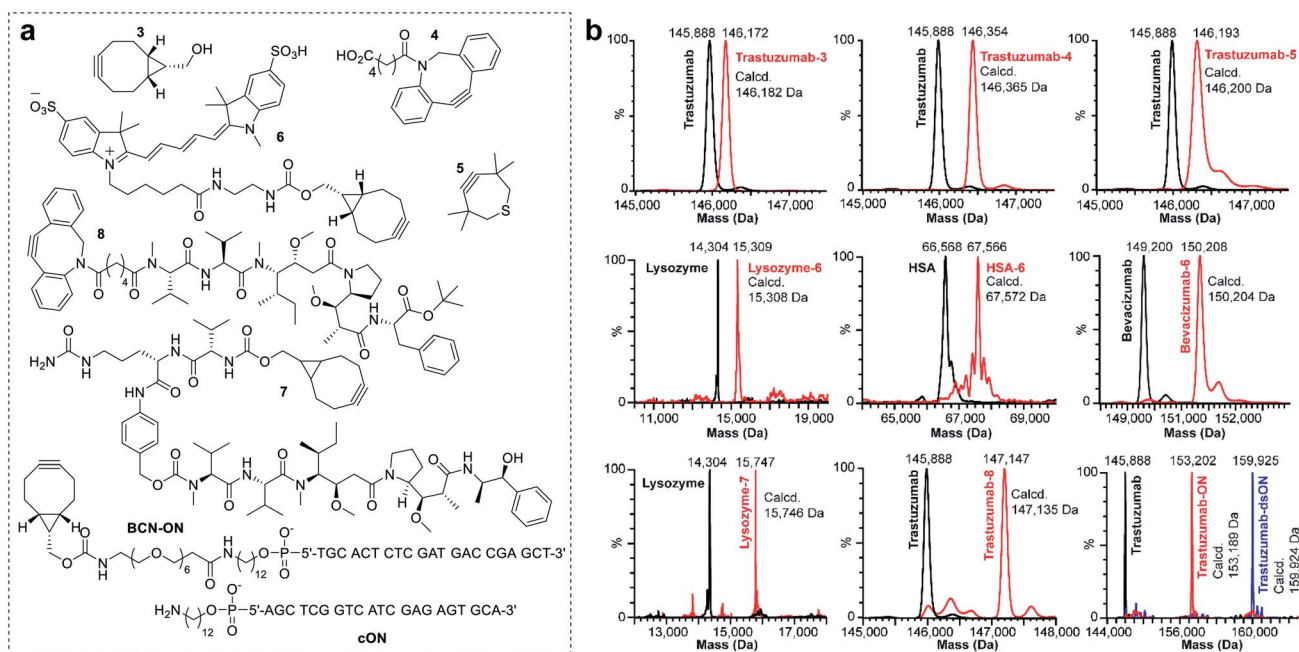 a
3
OH
H
H
HO2C
4
O
N
4
SO3H
-O3S
N
6
N+
O
N
H
H
N
O
O
H
H
5
S
8
N
O
4
O
N
O
N
H
O
N
O
O
N
O
O
N
H
O
O
H2N
O
N
H
N
H
H
N
O
O
N
H
O
O
7
O
NH
O
O
N
O
H
N
O
N
O
O
N
O
O
H
N
OH
H
H
BCN-ON
O
O
N
H
O
6
O
H
N
12
O
P
O-
O
5'-TGC ACT CTC GAT GAC CGA GCT-3'
H2N
12
O
P
O-
O
5'-AGC TCG GTC ATC GAG AGT GCA-3'
cON
b
145,888 146,172
100
%
0
Trastuzumab
Trastuzumab-3
Calcd.
146,182 Da
145,000 146,000 147,000
Mass (Da)
145,888 146,354
100
%
0
Trastuzumab
Trastuzumab-4
Calcd.
146,365 Da
145,000 146,000 147,000
Mass (Da)
145,888 146,193
100
%
0
Trastuzumab
Trastuzumab-5
Calcd.
146,200 Da
145,000 146,000 147,000
Mass (Da)
14,304 15,309
100
%
0
Lysozyme
Lysozyme-6
Calcd.
15,308 Da
11,000 15,000 19,000
Mass (Da)
66,568 67,566
100
%
0
HSA
HSA-6
Calcd.
67,572 Da
65,000 67,000 69,000
Mass (Da)
149,200 150,208
100
%
0
Bevacizumab
Bevacizumab-6
Calcd.
150,204 Da
149,000 151,000 152,000
Mass (Da)
14,304 15,747
100
%
0
Lysozyme
Lysozyme-7
Calcd.
15,746 Da
13,000 15,000 17,000
Mass (Da)
145,888 147,147
100
%
0
Trastuzumab
Trastuzumab-8
Calcd.
147,135 Da
145,000 146,000 147,000 148,000
Mass (Da)
145,888 153,202 159,925
100
%
0
Trastuzumab
Trastuzumab-ON
Calcd.
153,189 Da
Trastuzumab-dsON
Calcd.
159,924 Da
144,000 156,000 160,000
Mass (Da)